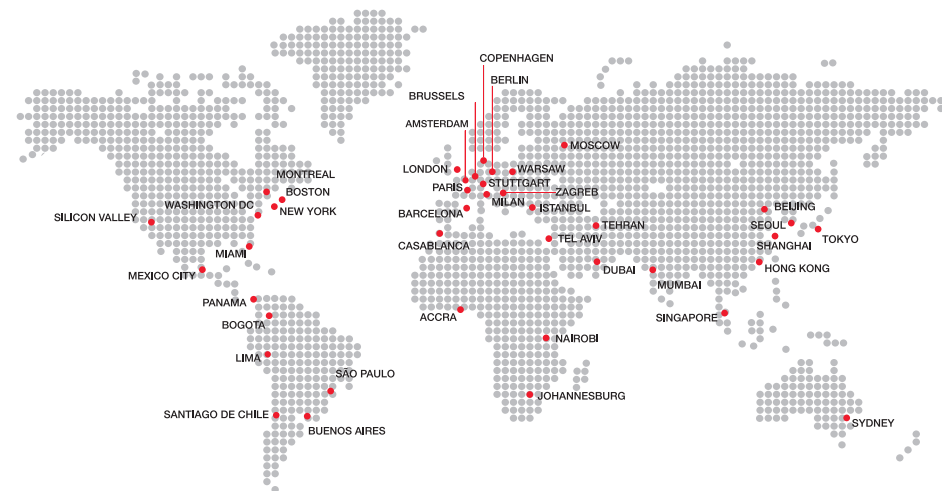 COPENHAGEN
BERLIN
BRUSSELS
AMSTERDAM
MOSCOW
LONDON
WARSAW
MONTREAL
STUTTGART
PARIS
BOSTON
ZAGREB
MILAN
WASHINGTON DC
NEW YORK
BARCELONA
ISTANBUL
BEIJING
SILICON VALLEY
TEHRAN
SEOUL
TOKYO
CASABLANCA
TEL AVIV
SHANGHAI
MIAMI
DUBAI
HONG KONG
MEXICO CITY
MUMBAI
PANAMA
ACCRA
SINGAPORE
BOGOTA
NAIROBI
LIMA
SÃO PAULO
JOHANNESBURG
SANTIAGO DE CHILE
SYDNEY
BUENOS AIRES